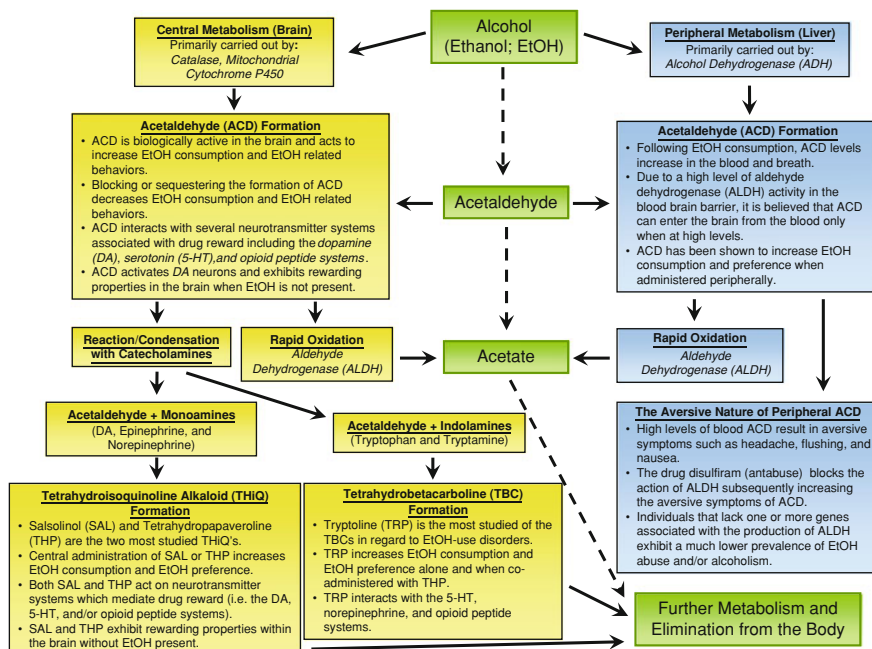 Central Metabolism (Brain)
Primarily carried out by:
Catalase, Mitochondrial
Cytochrome P450
Alcohol
(Ethanol; EtOH)
Peripheral Metabolism (Liver)
Primarily carried out by:
Alcohol Dehydrogenase (ADH)
Acetaldehyde (ACD) Formation
• ACD is biologically active in the brain and acts to
increase EtOH consumption and EtOH related
behaviors.
• Blocking or sequestering the formation of ACD
decreases EtOH consumption and EtOH related
behaviors.
• ACD interacts with several neurotransmitter systems
associated with drug reward including the dopamine
(DA), serotonin (5-HT),and opioid peptide systems.
• ACD activates DA neurons and exhibits rewarding
properties in the brain when EtOH is not present.
Acetaldehyde
Acetaldehyde (ACD) Formation
• Following EtOH consumption, ACD levels
increase in the blood and breath.
• Due to a high level of aldehyde
dehydrogenase (ALDH) activity in the
blood brain barrier, it is believed that ACD
can enter the brain from the blood only
when at high levels.
• ACD has been shown to increase EtOH
consumption and preference when
administered peripherally.
Reaction/Condensation
with Catecholamines
Rapid Oxidation
Aldehyde
Dehydrogenase (ALDH)
Acetate
Rapid Oxidation
Aldehyde
Dehydrogenase (ALDH)
Acetaldehyde + Monoamines
(DA, Epinephrine, and
Norepinephrine)
Acetaldehyde + Indolamines
(Tryptophan and Tryptamine)
The Aversive Nature of Peripheral ACD
• High levels of blood ACD result in aversive
symptoms such as headache, flushing, and
nausea.
• The drug disulfiram (antabuse) blocks the
action of ALDH subsequently increasing
the aversive symptoms of ACD.
• Individuals that lack one or more genes
associated with the production of ALDH
exhibit a much lower prevalence of EtOH
abuse and/or alcoholism.
Tetrahydroisoquinoline Alkaloid (THiQ)
Formation
• Salsolinol (SAL) and Tetrahydropapaveroline
(THP) are the two most studied THiQ's.
• Central administration of SAL or THP increases
EtOH consumption and EtOH preference.
• Both SAL and THP act on neurotransmitter
systems which mediate drug reward (i.e. the DA,
5-HT, and/or opioid peptide systems).
• SAL and THP exhibit rewarding properties within
the brain without EtOH present.
Tetrahydrobetacarboline (TBC)
Formation
• Tryptoline (TRP) is the most studied of the
TBCs in regard to EtOH-use disorders.
• TRP increases EtOH consumption and
EtOH preference alone and when co-
administered with THP.
• TRP interacts with the 5-HT,
norepinephrine, and opioid peptide
systems.
Further Metabolism and
Elimination from the Body